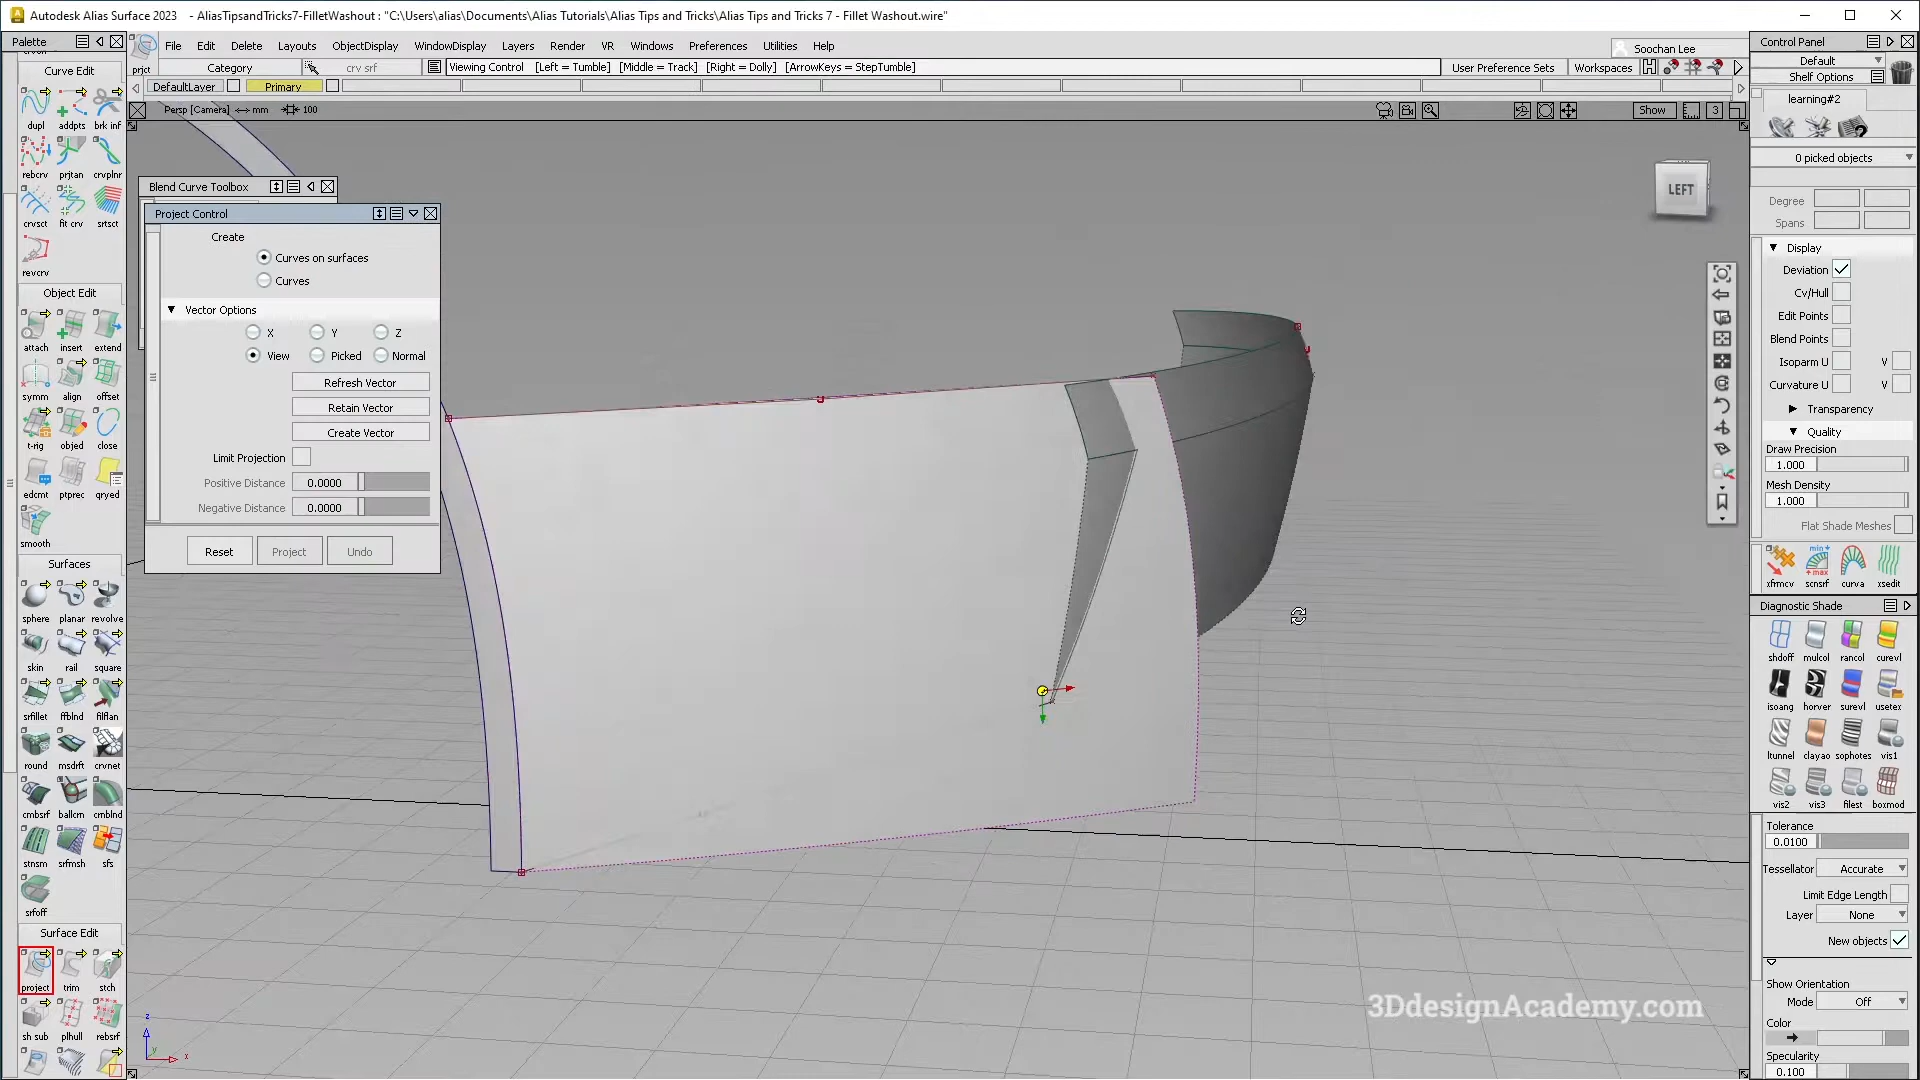 Autodesk Alias Surface 2023 - AliasTipsandTricks7-FilletWashout : "C:\Users\alias\Documents\Alias Tutorials\Alias Tips and Tricks\Alias Tips and Tricks 7 - Fillet Washout.wire"
Palette
File Edit Delete Layouts ObjectDisplay WindowDisplay Layers Render VR Windows Preferences Utilities Help
Soochan Lee
Control Panel
prjct
Category
crv srf
Viewing Control [Left = Tumble] [Middle = Track] [Right = Dolly] [ArrowKeys = StepTumble]
User Preference Sets
Workspaces
DefaultLayer
Primary
Persp [Camera] <-> mm 100
Show
3
Curve Edit
dupl addpts brk inf
rebcrv prjtan crvplnr
crvsct fit crv srtsct
revcrv
Object Edit
attach insert extend
symm align offset
t-rig objed close
edcmt ptprec qryed
smooth
Surfaces
sphere planar revolve
skin rail square
srfillet ffblnd filflan
round msdrft crvnet
cmbsrf ballcrn cmblnd
stnsrn srfmsh sfs
srfoff
Surface Edit
project trim stch
sh sub plhull rebsrf
Blend Curve Toolbox
Project Control
Create
Curves on surfaces
Curves
Vector Options
X Y Z
View Picked Normal
Refresh Vector
Retain Vector
Create Vector
Limit Projection
Positive Distance 0.0000
Negative Distance 0.0000
Reset Project Undo
LEFT
z
y
x
3DdesignAcademy.com
Default
Shelf Options
learning#2
0 picked objects
Degree
Spans
Display
Deviation
Cv/Hull
Edit Points
Blend Points
Isoparm U V
Curvature U V
Transparency
Quality
Draw Precision
1.000
Mesh Density
1.000
Flat Shade Meshes
min
max
xfrmcv scnsrf curva xsedit
Diagnostic Shade
shdoff mulcol rancol curevl
isoang horver surevl usetex
ltunnel clayao sophotes vis1
vis2 vis3 filest boxmod
Tolerance
0.0100
Tessellator Accurate
Limit Edge Length
Layer None
New objects
Show Orientation
Mode Off
Color
Specularity
0.100